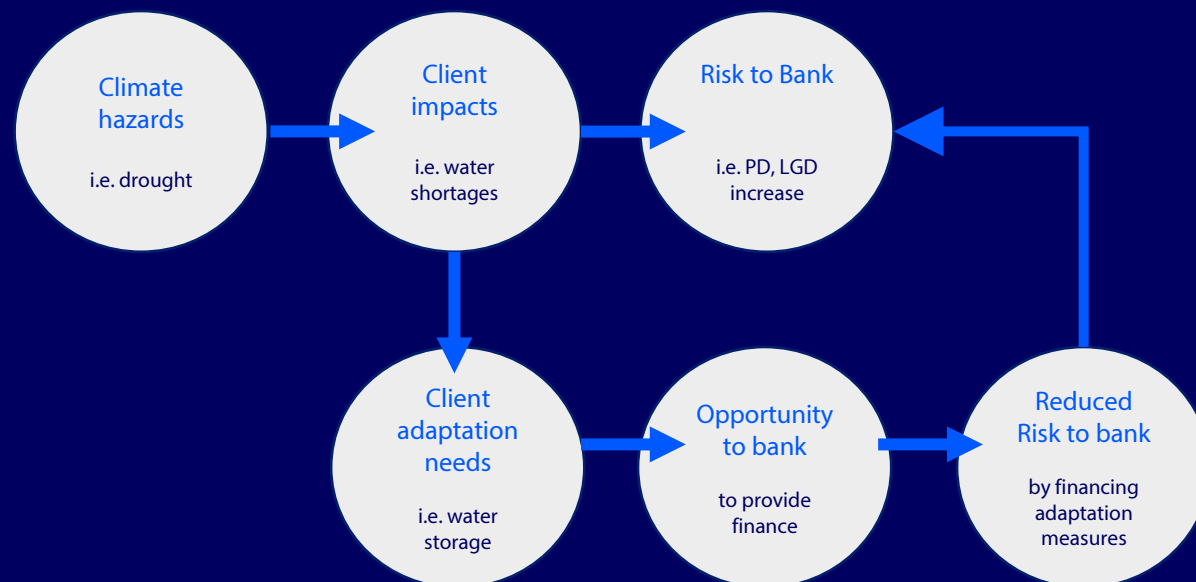 Climate
hazards
i.e. drought
Client
impacts
i.e. water
shortages
Risk to Bank
i.e. PD, LGD
increase
Client
adaptation
needs
i.e. water
storage
Opportunity
to bank
to provide
finance
Reduced
Risk to bank
by financing
adaptation
measures